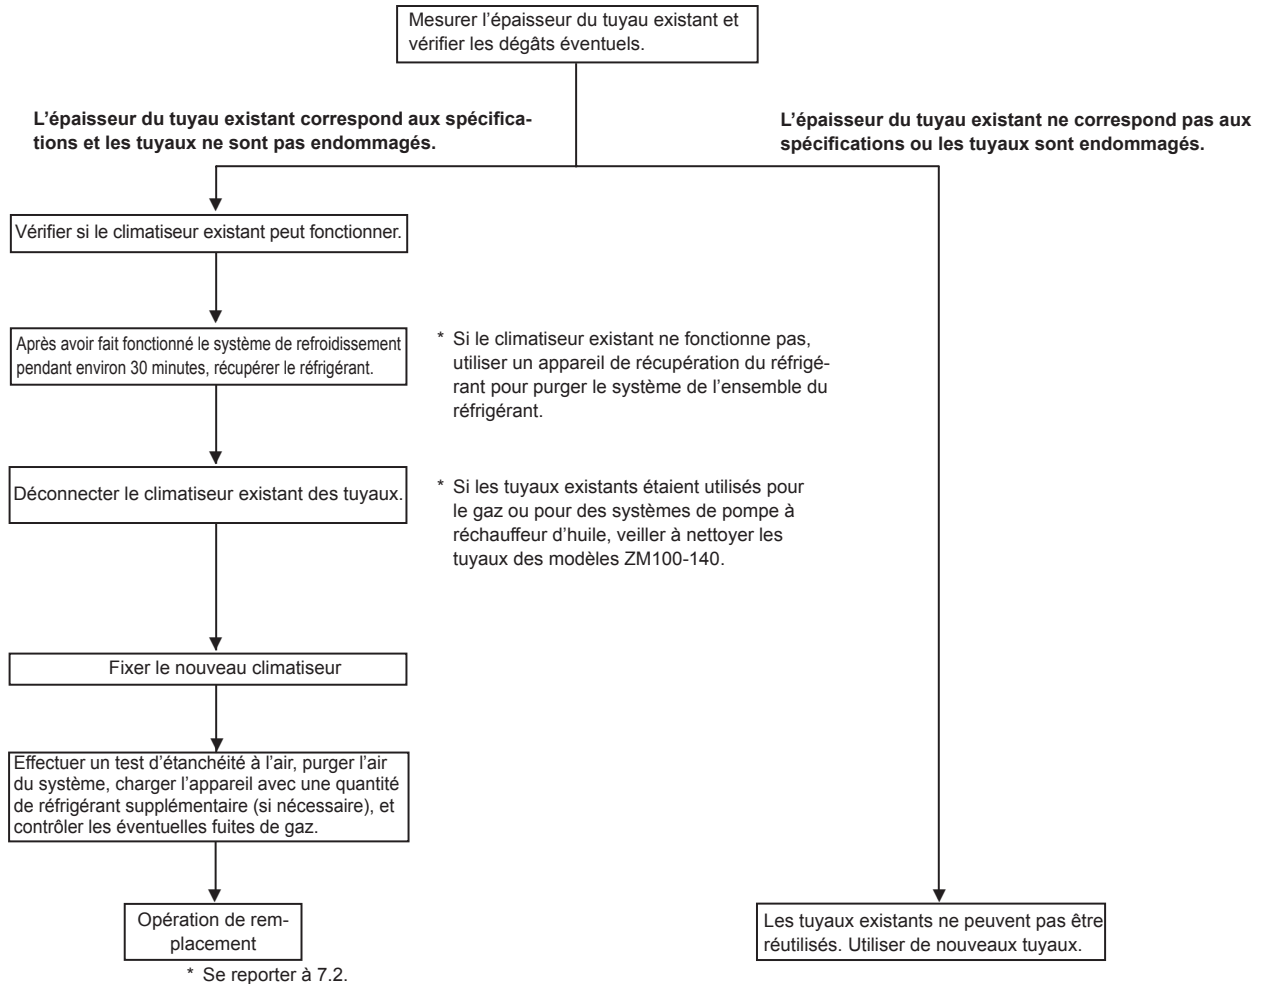 Mesurer l’épaisseur du tuyau existant et
vérifier les dégâts éventuels.
L’épaisseur du tuyau existant correspond aux spécifica-
tions et les tuyaux ne sont pas endommagés.
L’épaisseur du tuyau existant ne correspond pas aux
spécifications ou les tuyaux sont endommagés.
Vérifier si le climatiseur existant peut fonctionner.
Après avoir fait fonctionné le système de refroidissement
pendant environ 30 minutes, récupérer le réfrigérant.
* Si le climatiseur existant ne fonctionne pas,
utiliser un appareil de récupération du réfrigé-
rant pour purger le système de l’ensemble du
réfrigérant.
Déconnecter le climatiseur existant des tuyaux.
* Si les tuyaux existants étaient utilisés pour
le gaz ou pour des systèmes de pompe à
réchauffeur d’huile, veiller à nettoyer les
tuyaux des modèles ZM100-140.
Fixer le nouveau climatiseur
Effectuer un test d’étanchéité à l’air, purger l’air
du système, charger l’appareil avec une quantité
de réfrigérant supplémentaire (si nécessaire), et
contrôler les éventuelles fuites de gaz.
Opération de rem-
placement
* Se reporter à 7.2.
Les tuyaux existants ne peuvent pas être
réutilisés. Utiliser de nouveaux tuyaux.